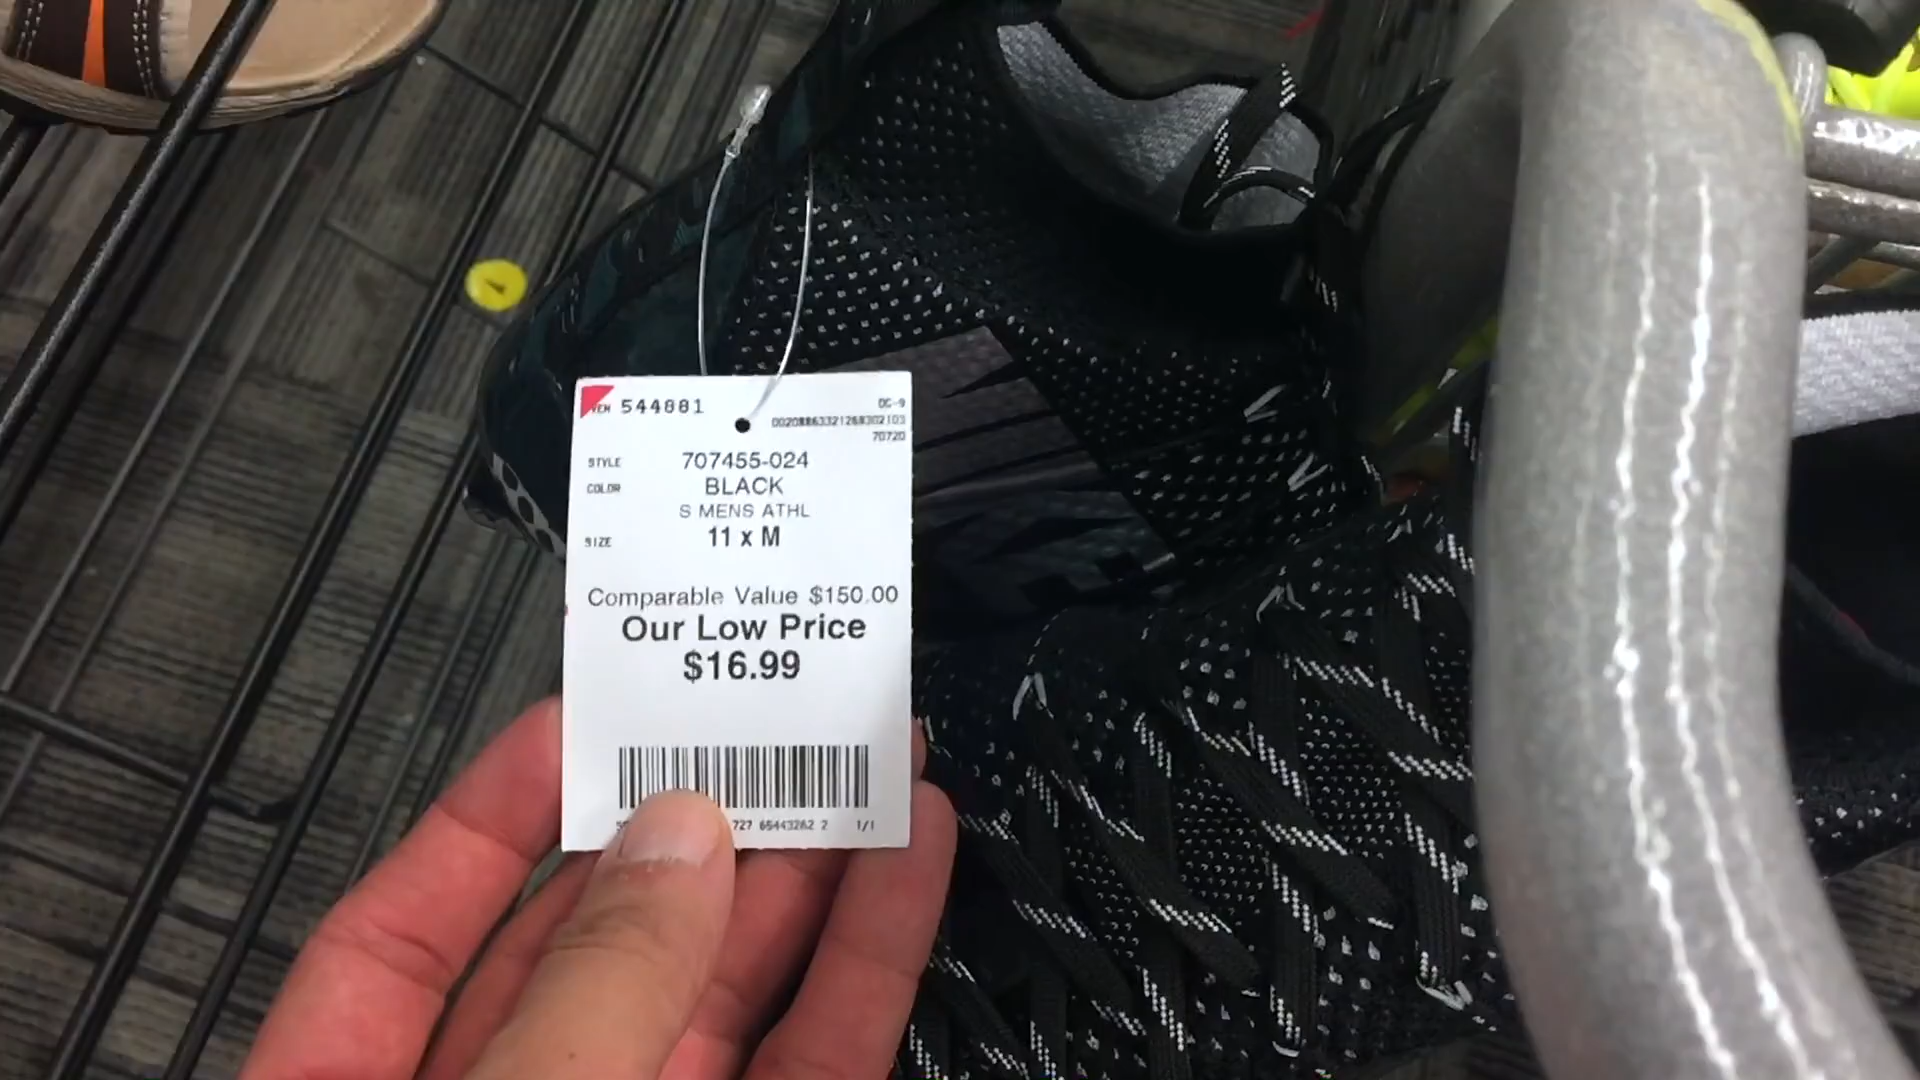 VEN 544881
DC-9
70720
STYLE 707455-024
COLOR BLACK
S MENS ATHL
SIZE 11 x M
Comparable Value $150.00
Our Low Price
$16.99
727 65443262 2 1/1